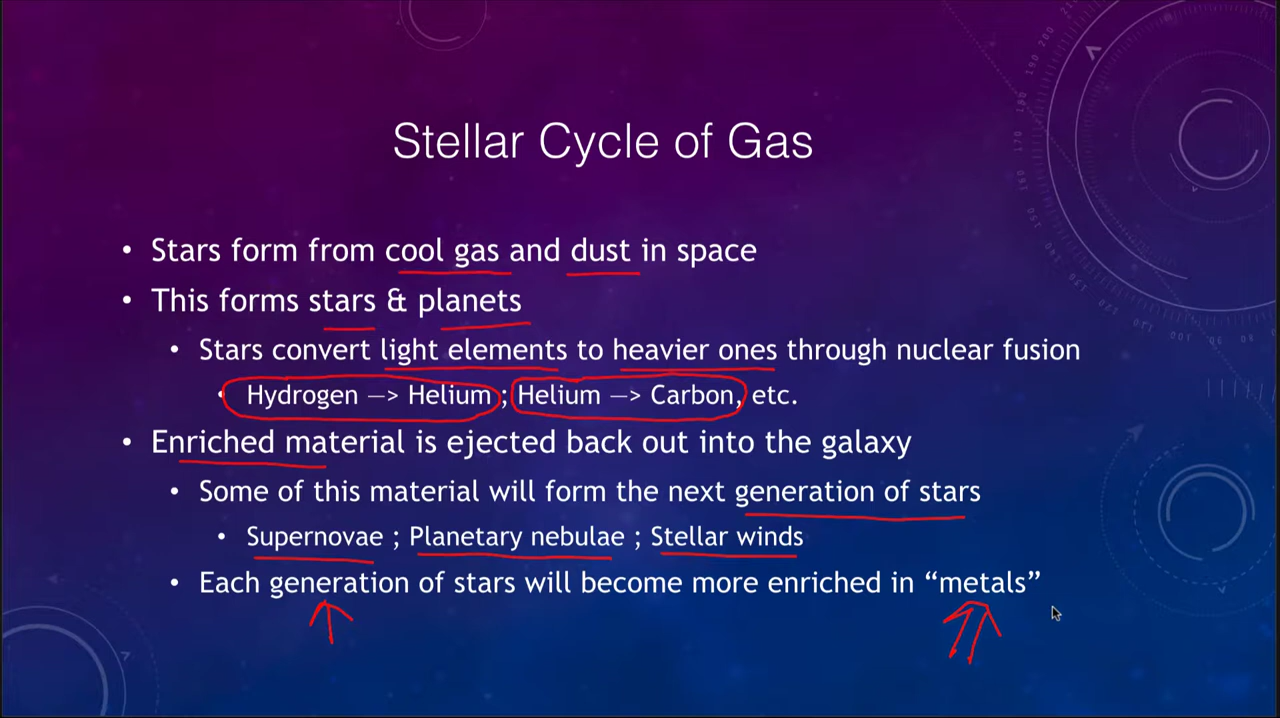 Stellar Cycle of Gas
• Stars form from cool gas and dust in space
• This forms stars & planets
• Stars convert light elements to heavier ones through nuclear fusion
• Hydrogen —> Helium ; Helium —> Carbon, etc.
• Enriched material is ejected back out into the galaxy
• Some of this material will form the next generation of stars
• Supernovae ; Planetary nebulae ; Stellar winds
• Each generation of stars will become more enriched in “metals”